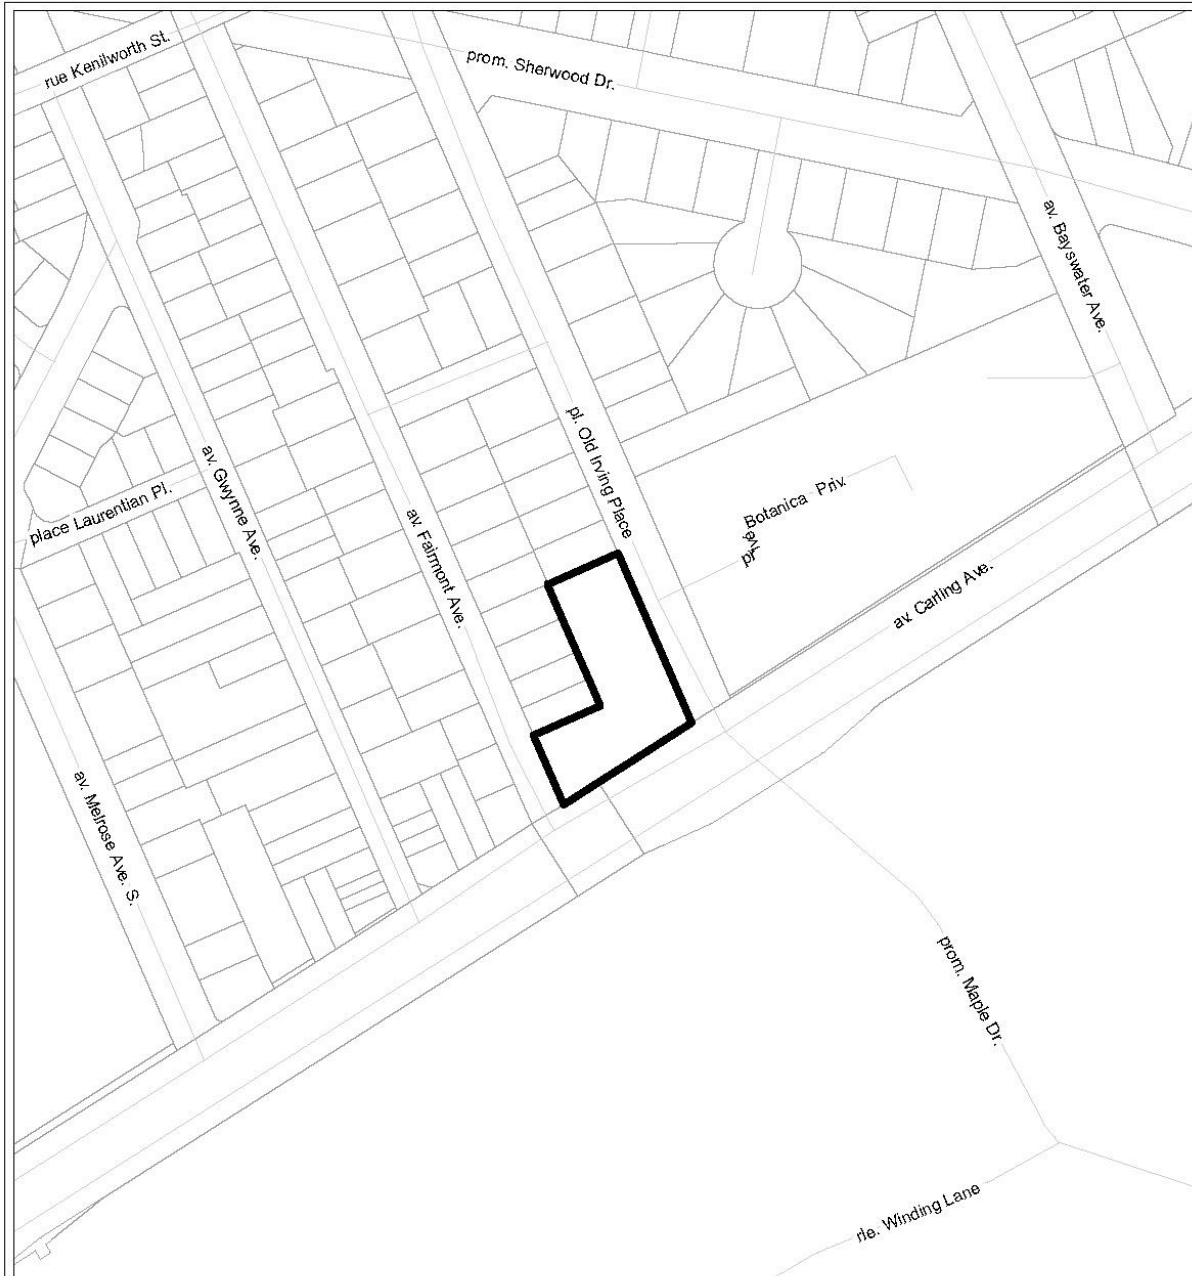 rue Kenilworth St.
prom. Sherwood Dr.
av. Bayswater Ave.
pl. Old Irving Place
av. Gwynne Ave.
place Laurentian Pl.
Botanica Priv.
pl
av. Fairmont Ave.
av. Carling Ave.
av. Melrose Ave. S.
prom. Maple Dr.
rle. Winding Lane